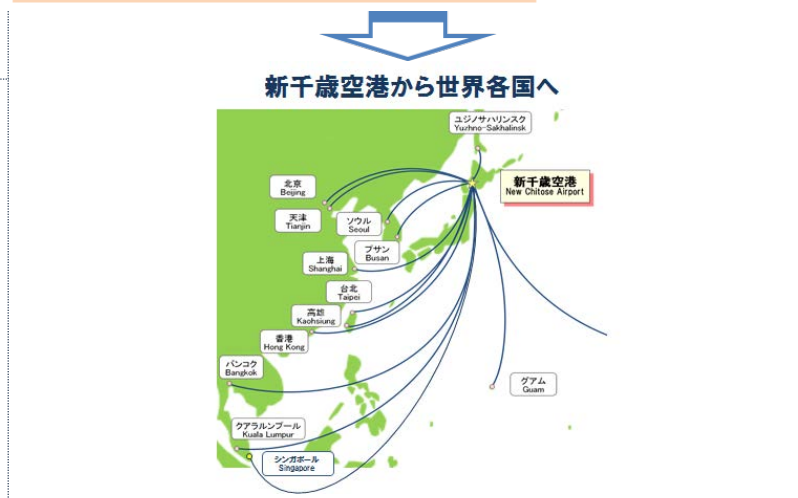 新千歳空港から世界各国へ
ユジノサハリンスク
Yuzhno-Sakhalinsk
北京
Beijing
新千歳空港
New Chitose Airport
天津
Tianjin
ソウル
Seoul
プサン
Busan
上海
Shanghai
台北
Taipei
高雄
Kaohsiung
香港
Hong Kong
バンコク
Bangkok
グアム
Guam
クアラルンプール
Kuala Lumpur
シンガポール
Singapore